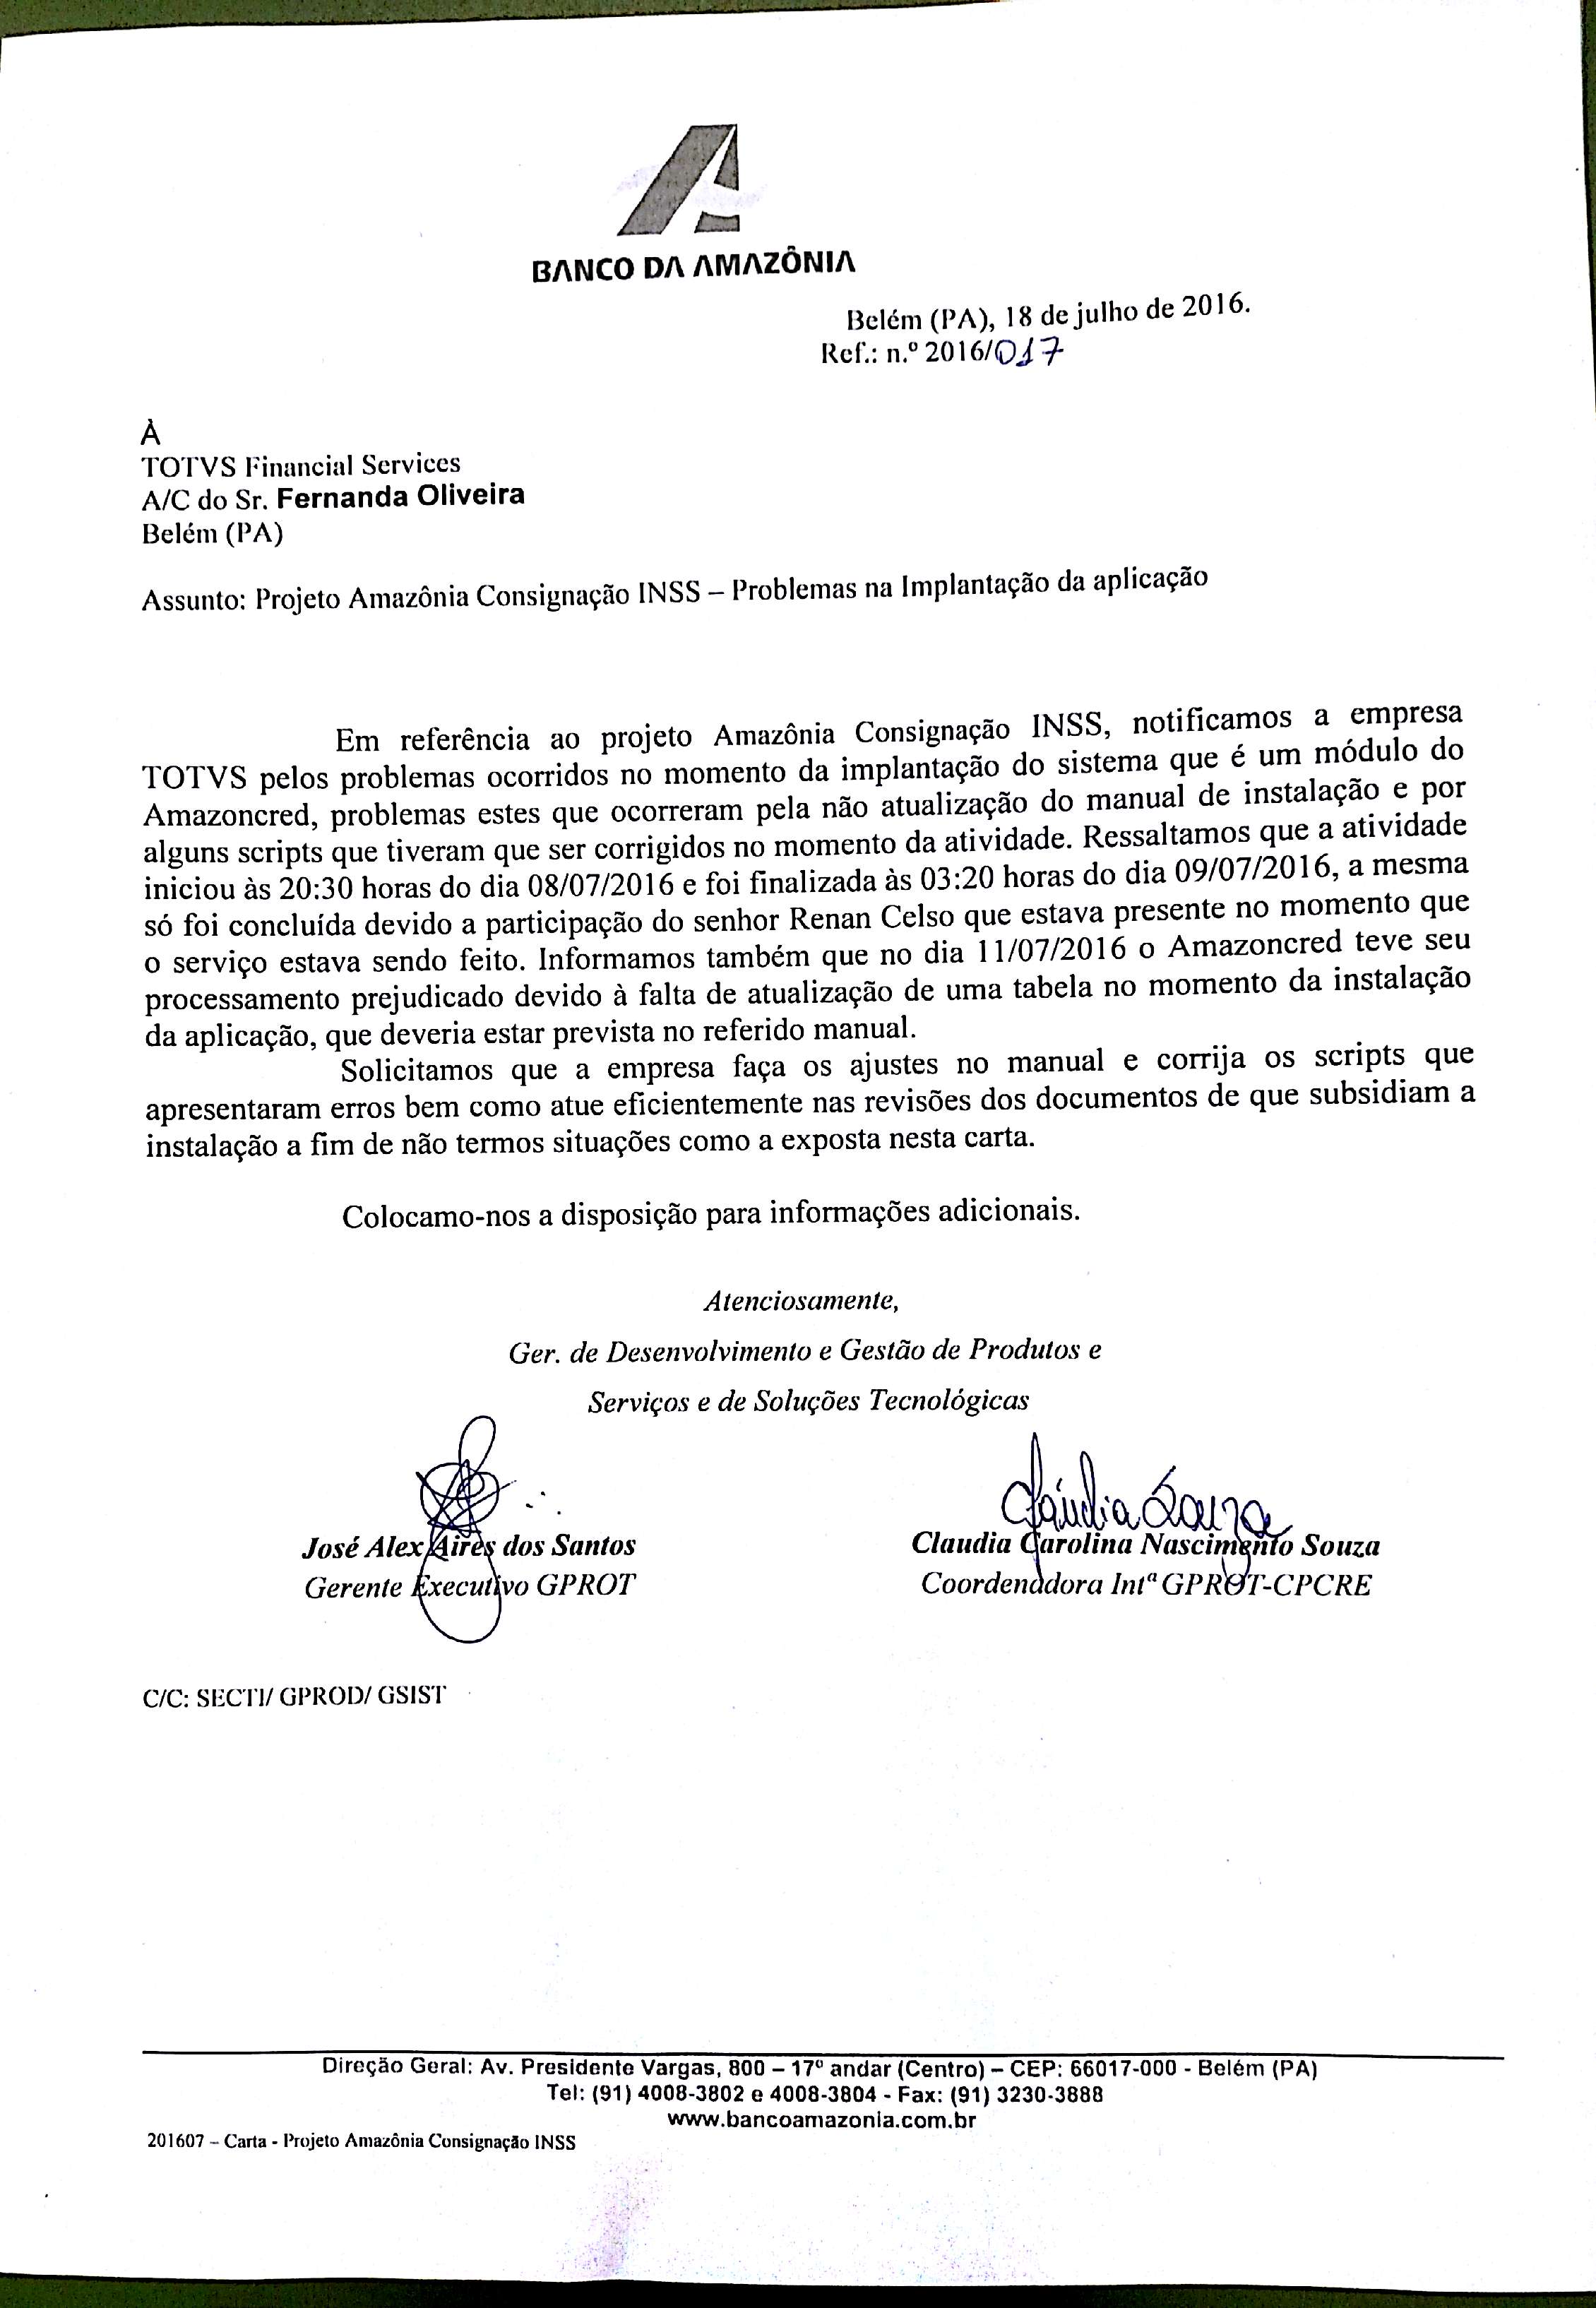 BANCO DA AMAZÔNIA
Belém (PA), 18 de julho de 2016.
Ref.: n.º 2016/017
À
TOTVS Financial Services
A/C do Sr. Fernanda Oliveira
Belém (PA)
Assunto: Projeto Amazônia Consignação INSS – Problemas na Implantação da aplicação
Em referência ao projeto Amazônia Consignação INSS, notificamos a empresa
TOTVS pelos problemas ocorridos no momento da implantação do sistema que é um módulo do
Amazoncred, problemas estes que ocorreram pela não atualização do manual de instalação e por
alguns scripts que tiveram que ser corrigidos no momento da atividade. Ressaltamos que a atividade
iniciou às 20:30 horas do dia 08/07/2016 e foi finalizada às 03:20 horas do dia 09/07/2016, a mesma
só foi concluída devido a participação do senhor Renan Celso que estava presente no momento que
o serviço estava sendo feito. Informamos também que no dia 11/07/2016 o Amazoncred teve seu
processamento prejudicado devido à falta de atualização de uma tabela no momento da instalação
da aplicação, que deveria estar prevista no referido manual.
Solicitamos que a empresa faça os ajustes no manual e corrija os scripts que
apresentaram erros bem como atue eficientemente nas revisões dos documentos de que subsidiam a
instalação a fim de não termos situações como a exposta nesta carta.
Colocamo-nos a disposição para informações adicionais.
Atenciosamente,
Ger. de Desenvolvimento e Gestão de Produtos e
Serviços e de Soluções Tecnológicas
Cláudia Souza
José Alex Aires dos Santos
Claudia Carolina Nascimento Souza
Gerente Executivo GPROT
Coordenadora Intª GPROT-CPCRE
C/C: SECTI/ GPROD/ GSIST
Direção Geral: Av. Presidente Vargas, 800 – 17º andar (Centro) – CEP: 66017-000 - Belém (PA)
Tel: (91) 4008-3802 e 4008-3804 - Fax: (91) 3230-3888
www.bancoamazonia.com.br
201607 – Carta - Projeto Amazônia Consignação INSS